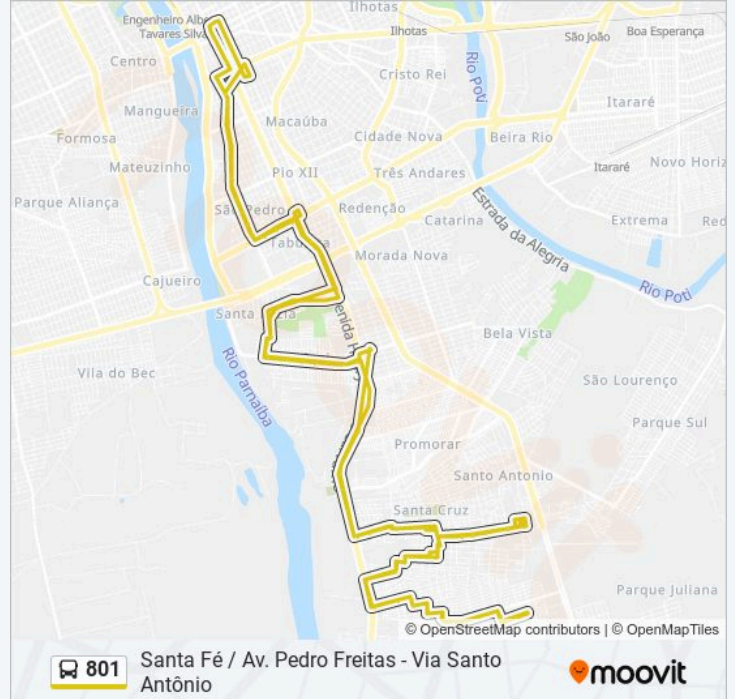 Ilhotas
Engenheiro Albe
Tavares Silva
Ilhotas
São João
Boa Esperança
Centro
Cristo Rei
Rio Poti
Itararé
Mangueira
Macaúba
Formosa
Cidade Nova
Beira Rio
Mateuzinho
Pio XII
Três Andares
Itararé
Novo Horiz
Parque Aliança
São Pedro
Redenção
Catarina
Estrada da Alegria
Extrema
Red
Morada Nova
Cajueiro
Rio Poti
Santa
enida H
Bela Vista
Rio Parnaíba
Vila do Bec
São Lourenço
Parque Sul
Promorar
Santo Antonio
Santa Cruz
Parque Juliana
© OpenStreetMap contributors | © OpenMapTiles
801
Santa Fé / Av. Pedro Freitas - Via Santo
Antônio
moovit